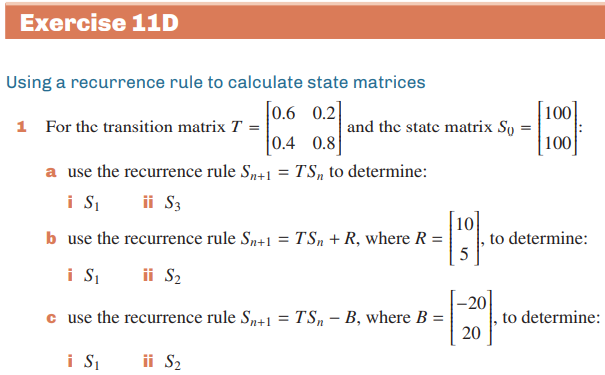 Exercise 11D
Using a recurrence rule to calculate state matrices
1 For the transition matrix T = [0.6 0.2; 0.4 0.8] and the state matrix S₀ = [100; 100]:
a use the recurrence rule Sₙ₊₁ = TSₙ to determine:
i S₁ ii S₃
b use the recurrence rule Sₙ₊₁ = TSₙ + R, where R = [10; 5], to determine:
i S₁ ii S₂
c use the recurrence rule Sₙ₊₁ = TSₙ − B, where B = [−20; 20], to determine:
i S₁ ii S₂